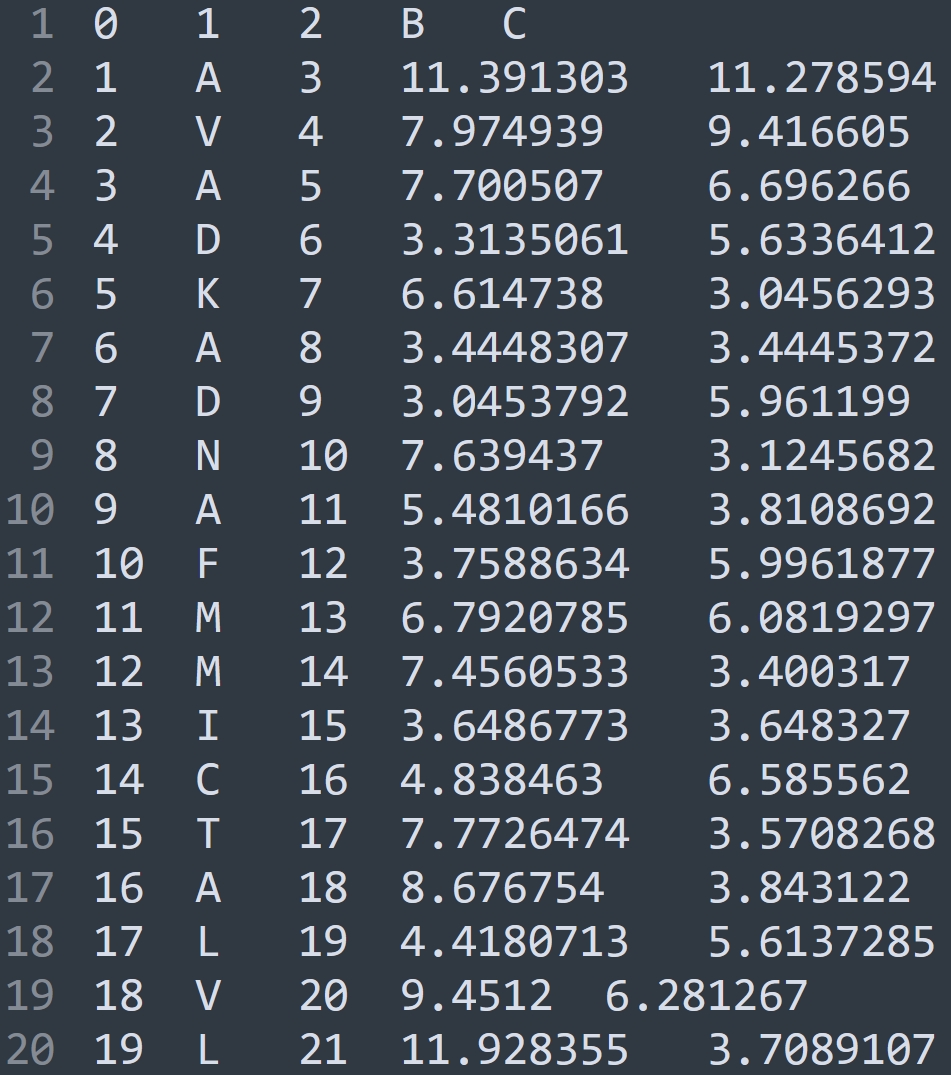 1 0 1 2 B C
2 1 A 3 11.391303 11.278594
3 2 V 4 7.974939 9.416605
4 3 A 5 7.700507 6.696266
5 4 D 6 3.3135061 5.6336412
6 5 K 7 6.614738 3.0456293
7 6 A 8 3.4448307 3.4445372
8 7 D 9 3.0453792 5.961199
9 8 N 10 7.639437 3.1245682
10 9 A 11 5.4810166 3.8108692
11 10 F 12 3.7588634 5.9961877
12 11 M 13 6.7920785 6.0819297
13 12 M 14 7.4560533 3.400317
14 13 I 15 3.6486773 3.648327
15 14 C 16 4.838463 6.585562
16 15 T 17 7.7726474 3.5708268
17 16 A 18 8.676754 3.843122
18 17 L 19 4.4180713 5.6137285
19 18 V 20 9.4512 6.281267
20 19 L 21 11.928355 3.7089107